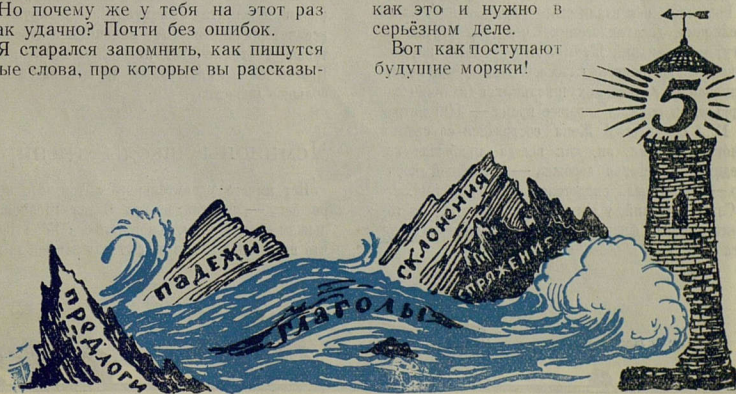 Но почему же у тебя на этот раз
ак удачно? Почти без ошибок.
Я старался запомнить, как пишутся
ые слова, про которые вы рассказы-
как это и нужно в
серьёзном деле.
Вот как поступают
будущие моряки!
5
предлоги
падежи
глаголы
склонения
спряжение